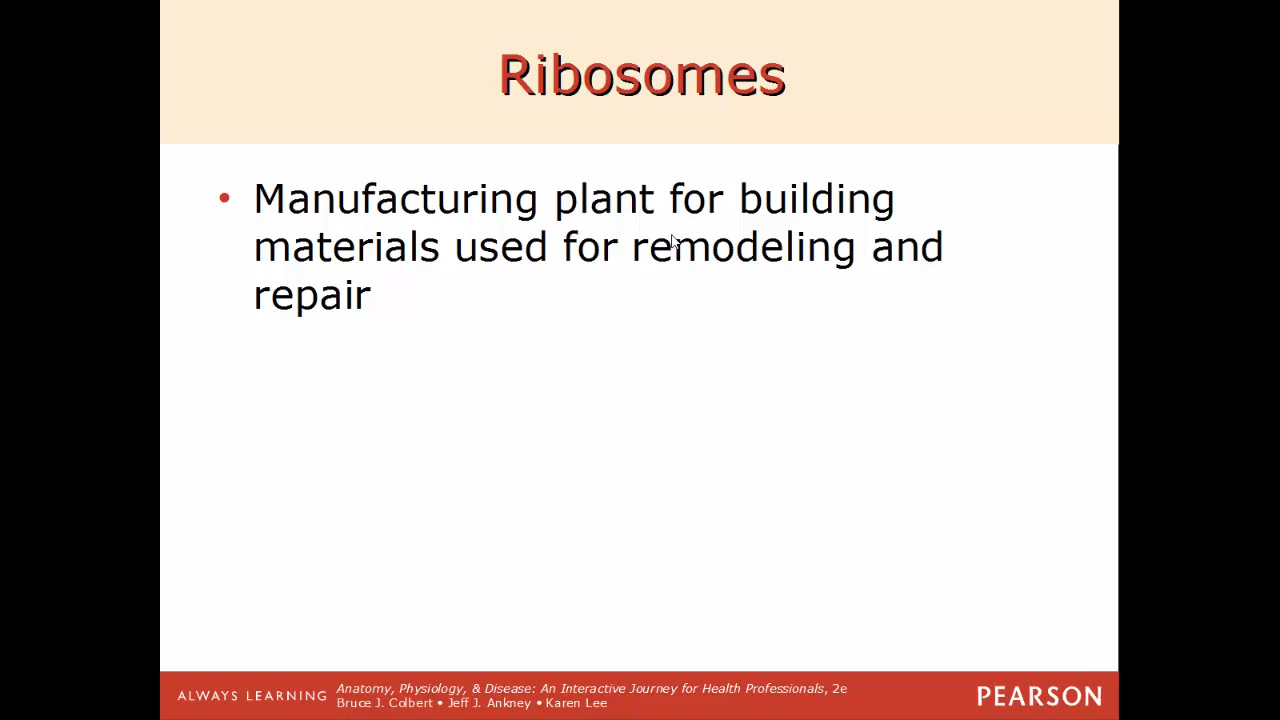 Ribosomes
• Manufacturing plant for building
materials used for remodeling and
repair
ALWAYS LEARNING
Anatomy, Physiology, & Disease: An Interactive Journey for Health Professionals, 2e
Bruce J. Colbert • Jeff J. Ankney • Karen Lee
PEARSON